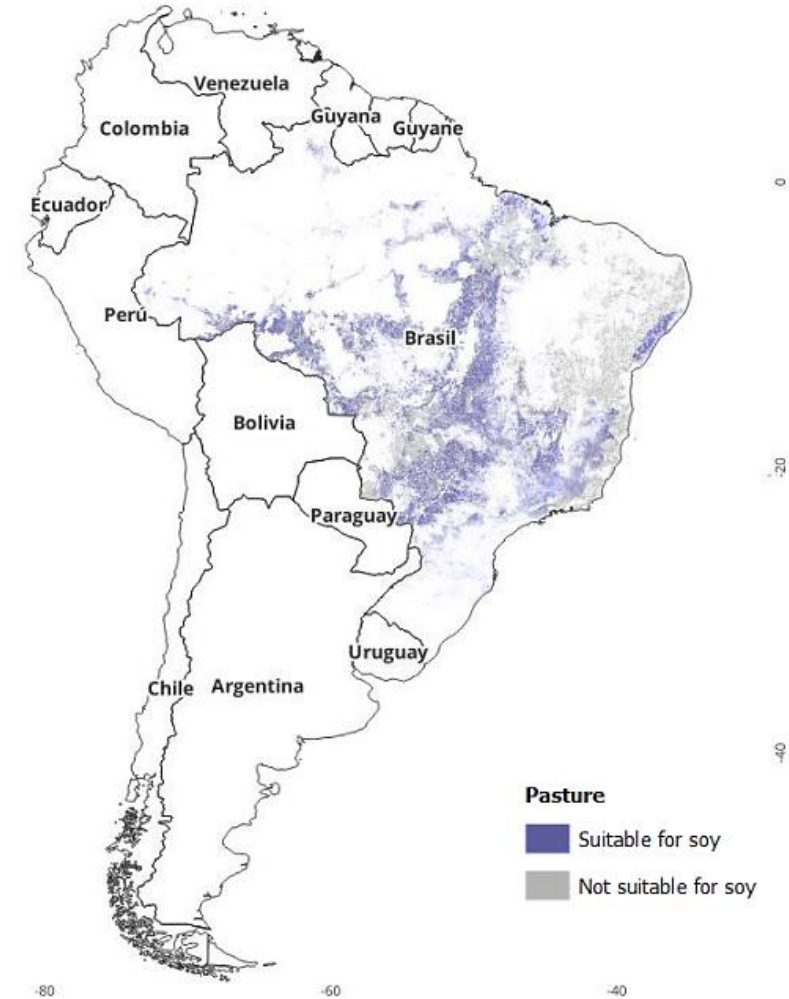 Venezuela
Guyana
Colombia
Guyane
0
Ecuador
Perú
Brasil
Bolivia
-20
Paraguay
Uruguay
Chile
Argentina
-40
Pasture
Suitable for soy
Not suitable for soy
-80
-60
-40